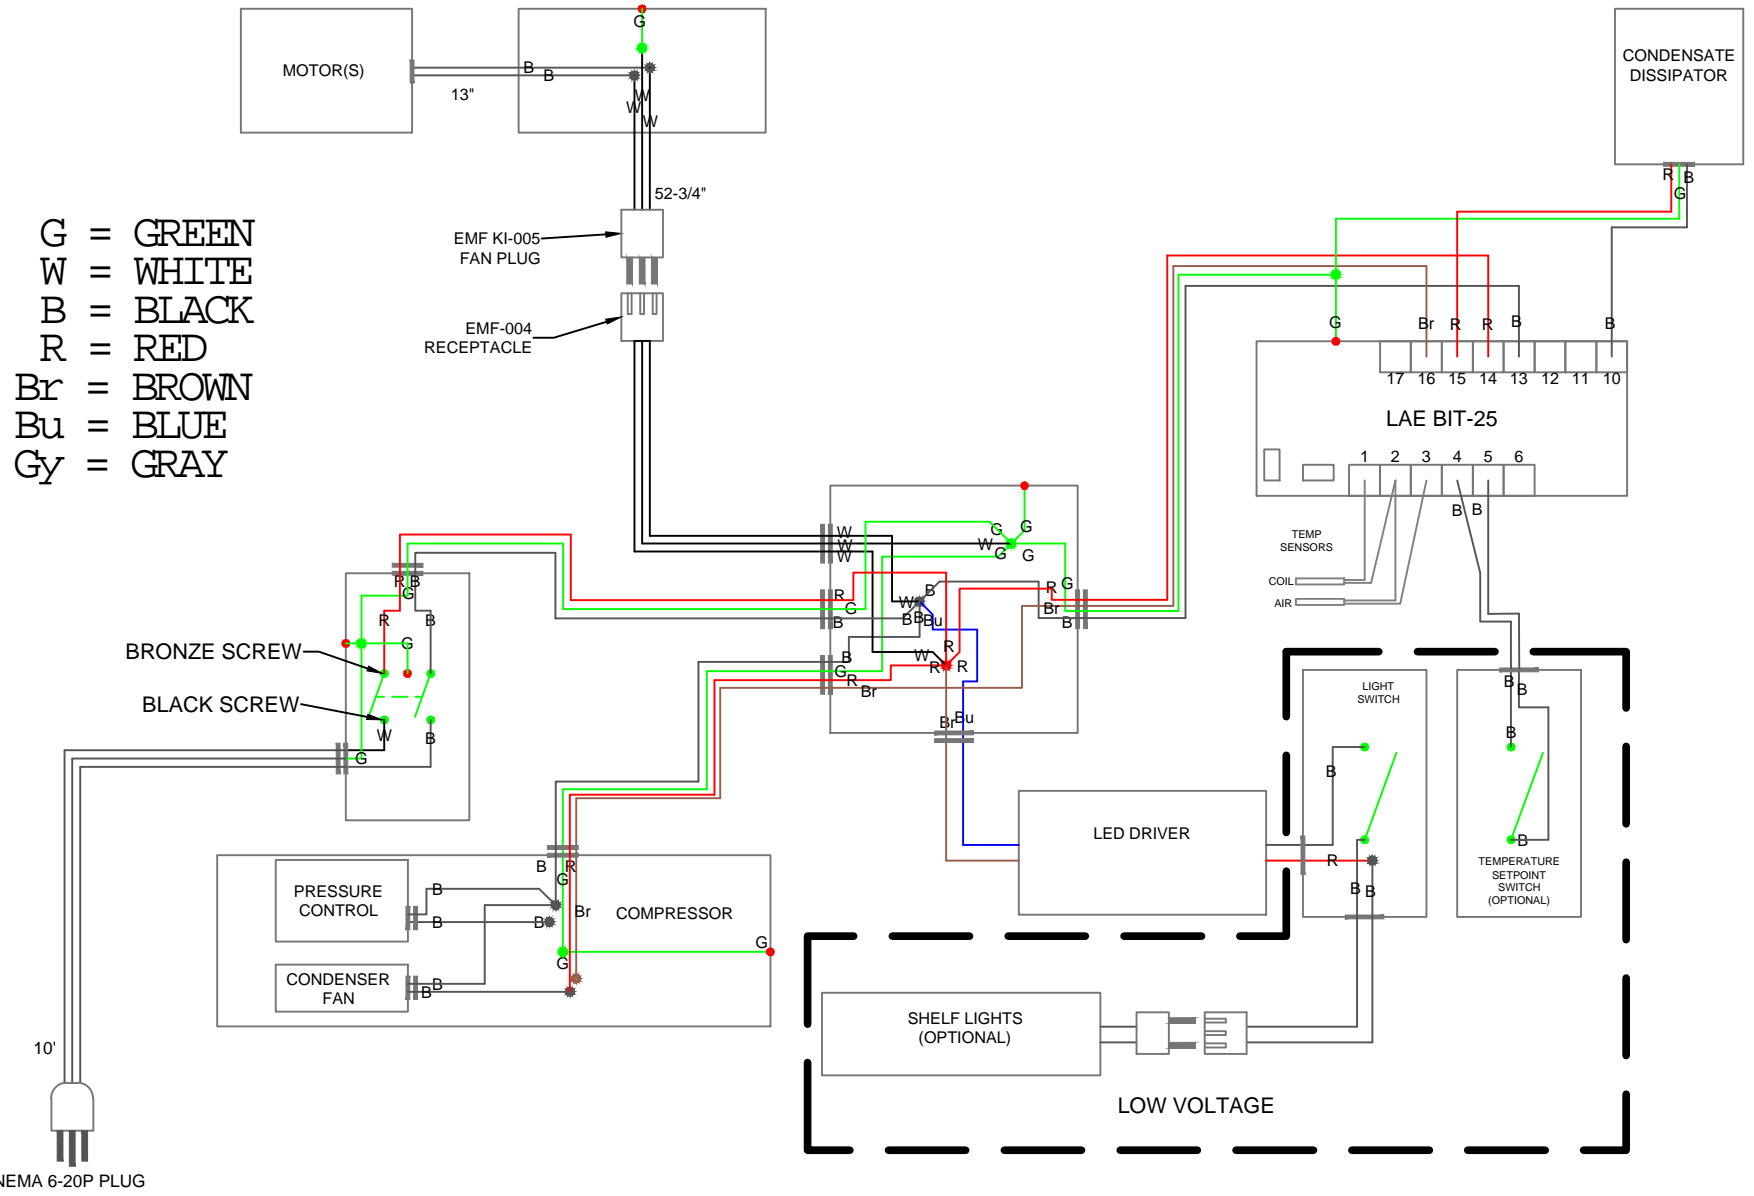 G
MOTOR(S)
B
B
13"
W
W
W
CONDENSATE
DISSIPATOR
R
B
G
52-3/4"
G = GREEN
W = WHITE
B = BLACK
R = RED
Br = BROWN
Bu = BLUE
Gy = GRAY
EMF KI-005
FAN PLUG
EMF-004
RECEPTACLE
G
Br
R
R
B
B
17
16
15
14
13
12
11
10
LAE BIT-25
1
2
3
4
5
6
B
B
TEMP
SENSORS
COIL
AIR
W
W
W
W
G
G
G
G
R
G
B
W
B
B
B
Bu
R
G
Br
B
B
G
R
Br
W
R
R
R
Br
Bu
R
B
G
R
B
G
BRONZE SCREW
BLACK SCREW
W
B
G
LIGHT
SWITCH
B
B
B
B
B
B
R
B
B
TEMPERATURE
SETPOINT
SWITCH
(OPTIONAL)
LED DRIVER
B
R
G
Br
PRESSURE
CONTROL
B
B
B
COMPRESSOR
G
G
CONDENSER
FAN
B
B
SHELF LIGHTS
(OPTIONAL)
LOW VOLTAGE
10'
NEMA 6-20P PLUG